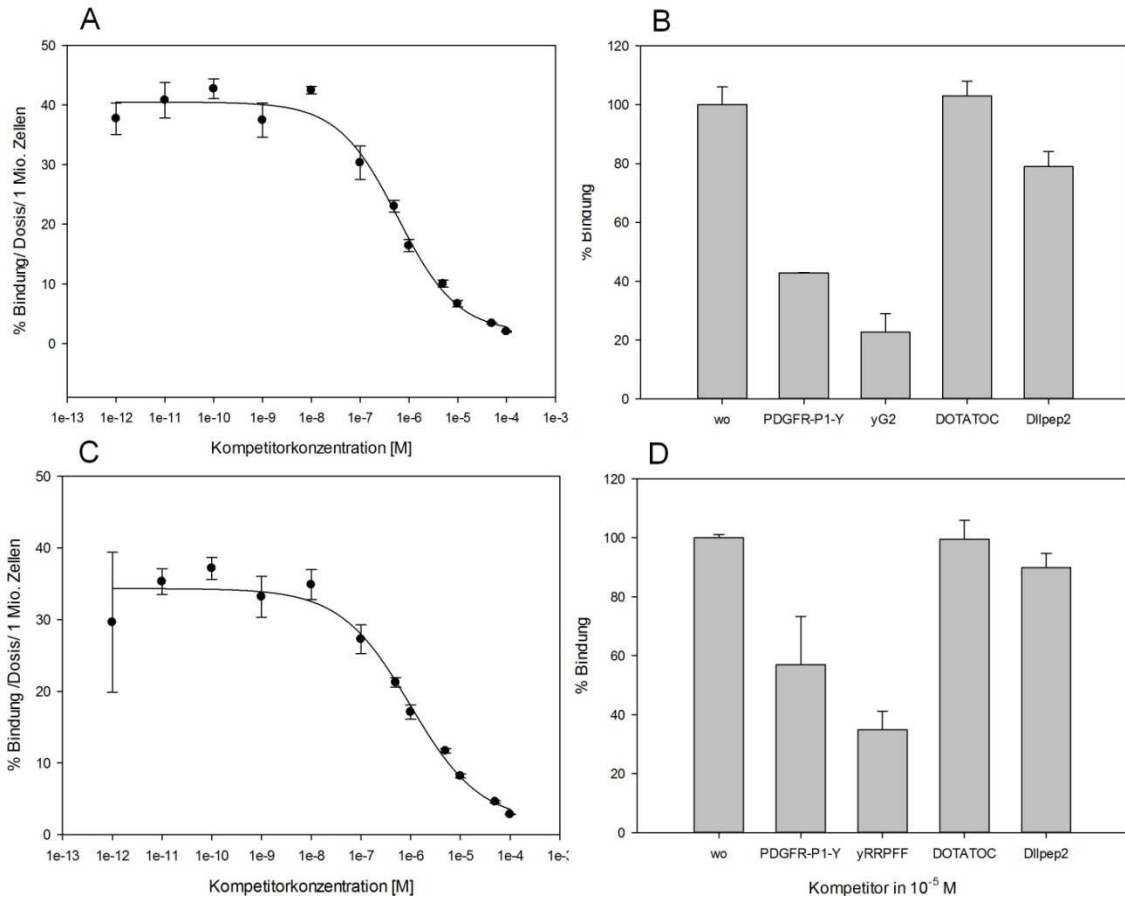 A
% Bindung/ Dosis/ 1 Mio. Zellen
50
40
30
20
10
0
1e-13 1e-12 1e-11 1e-10 1e-9 1e-8 1e-7 1e-6 1e-5 1e-4 1e-3
Kompetitorkonzentration [M]
B
% Bindung
120
100
80
60
40
20
0
wo PDGFR-P1-Y yG2 DOTATOC Dllpep2
C
% Bindung /Dosis/ 1 Mio. Zellen
50
40
30
20
10
0
1e-13 1e-12 1e-11 1e-10 1e-9 1e-8 1e-7 1e-6 1e-5 1e-4
Kompetitorkonzentration [M]
D
% Bindung
120
100
80
60
40
20
0
wo PDGFR-P1-Y yRRPFF DOTATOC Dllpep2
Kompetitor in 10⁻⁵ M